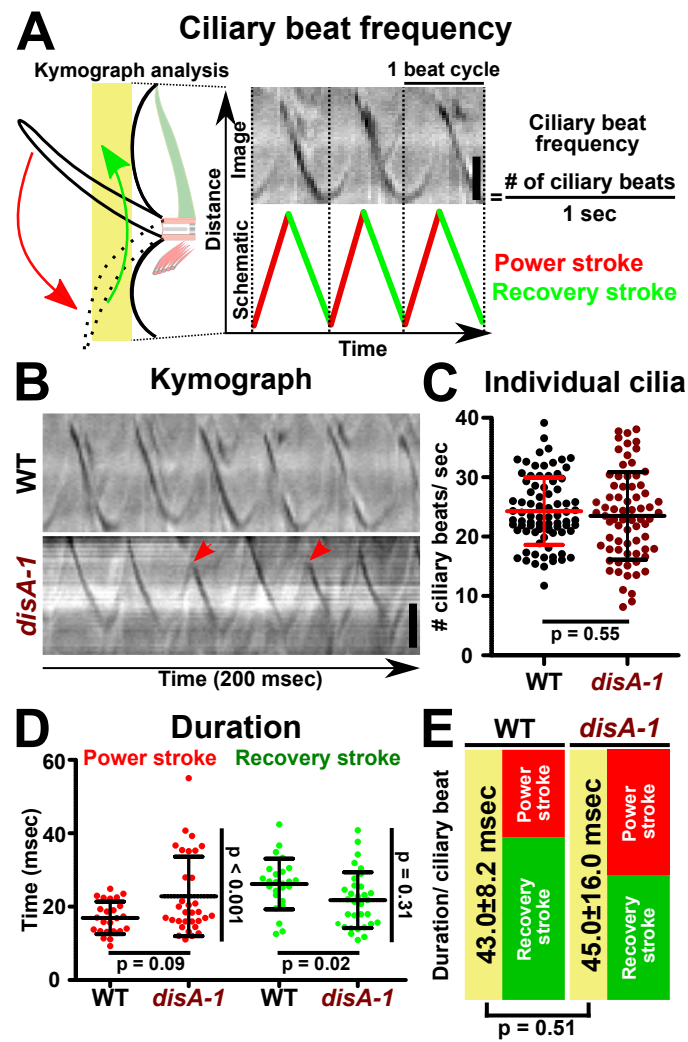 A
Ciliary beat frequency
Kymograph analysis
1 beat cycle
Distance
Image
Schematic
Time
Ciliary beat
frequency
=
# of ciliary beats
1 sec
Power stroke
Recovery stroke
B
Kymograph
WT
disA-1
Time (200 msec)
C
Individual cilia
# ciliary beats/ sec
40
30
20
10
0
p = 0.55
WT
disA-1
D
Duration
Power stroke
Recovery stroke
Time (msec)
60
40
20
0
p < 0.001
p = 0.31
p = 0.09
p = 0.02
WT
disA-1
WT
disA-1
E
WT
disA-1
Duration/ ciliary beat
43.0±8.2 msec
Power
stroke
Recovery
stroke
45.0±16.0 msec
Power
stroke
Recovery
stroke
p = 0.51